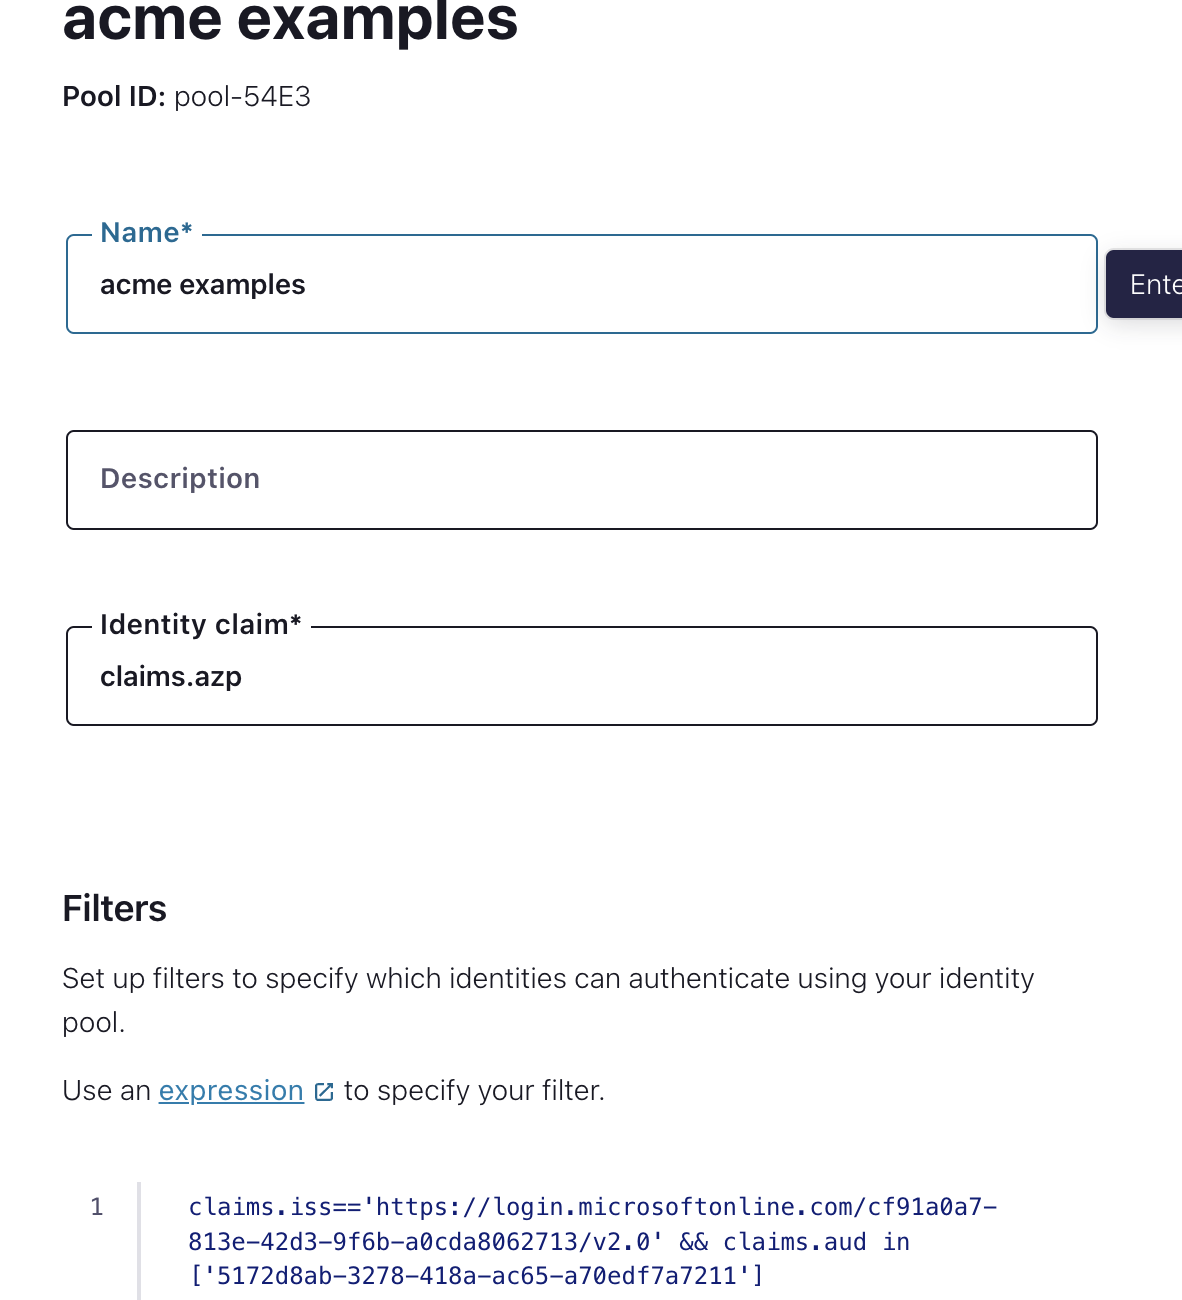 acme examples
Pool ID: pool-54E3
Name*
acme examples
Description
Identity claim*
claims.azp
Filters
Set up filters to specify which identities can authenticate using your identity
pool.
Use an expression to specify your filter.
1 claims.iss=='https://login.microsoftonline.com/cf91a0a7-
813e-42d3-9f6b-a0cda8062713/v2.0' && claims.aud in
['5172d8ab-3278-418a-ac65-a70edf7a7211']